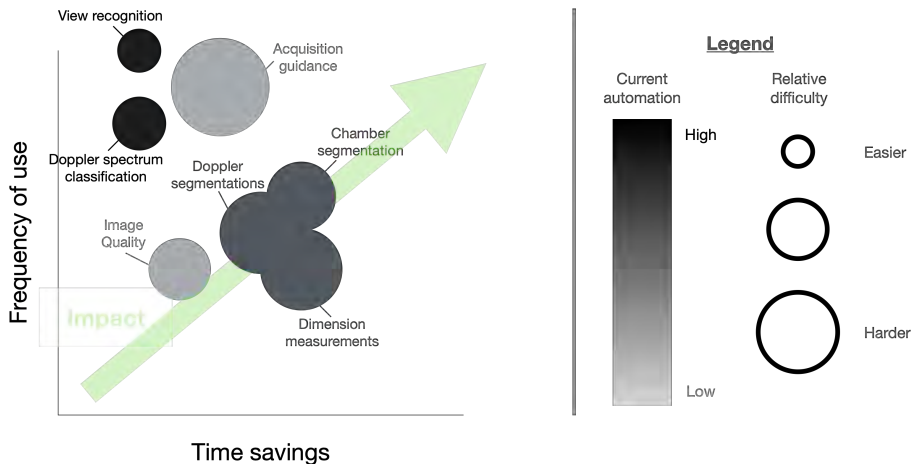 View recognition
Acquisition
guidance
Doppler spectrum
classification
Chamber
segmentation
Doppler
segmentations
Image
Quality
Impact
Dimension
measurements
Frequency of use
Time savings
Legend
Current
automation
Relative
difficulty
High
Low
Easier
Harder